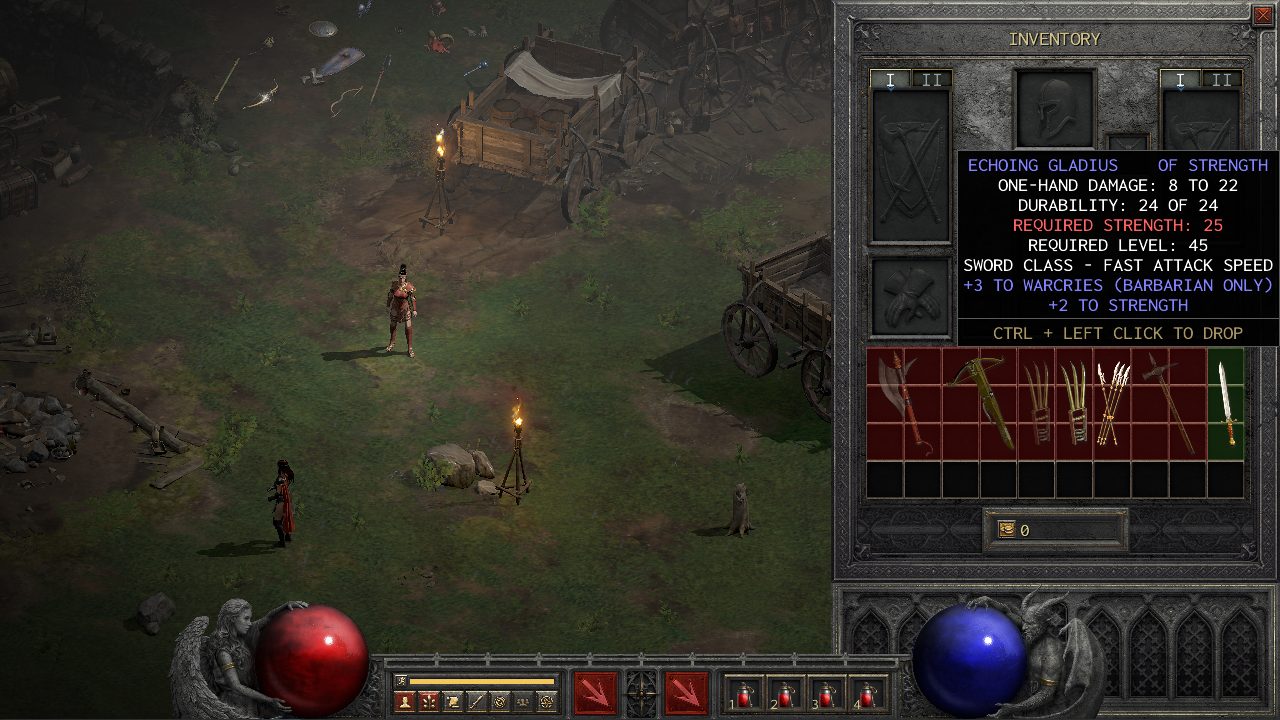 INVENTORY
I II
I II
ECHOING GLADIUS OF STRENGTH
ONE-HAND DAMAGE: 8 TO 22
DURABILITY: 24 OF 24
REQUIRED STRENGTH: 25
REQUIRED LEVEL: 45
SWORD CLASS - FAST ATTACK SPEED
+3 TO WARCRIES (BARBARIAN ONLY)
+2 TO STRENGTH
CTRL + LEFT CLICK TO DROP
0
1 2 3 4